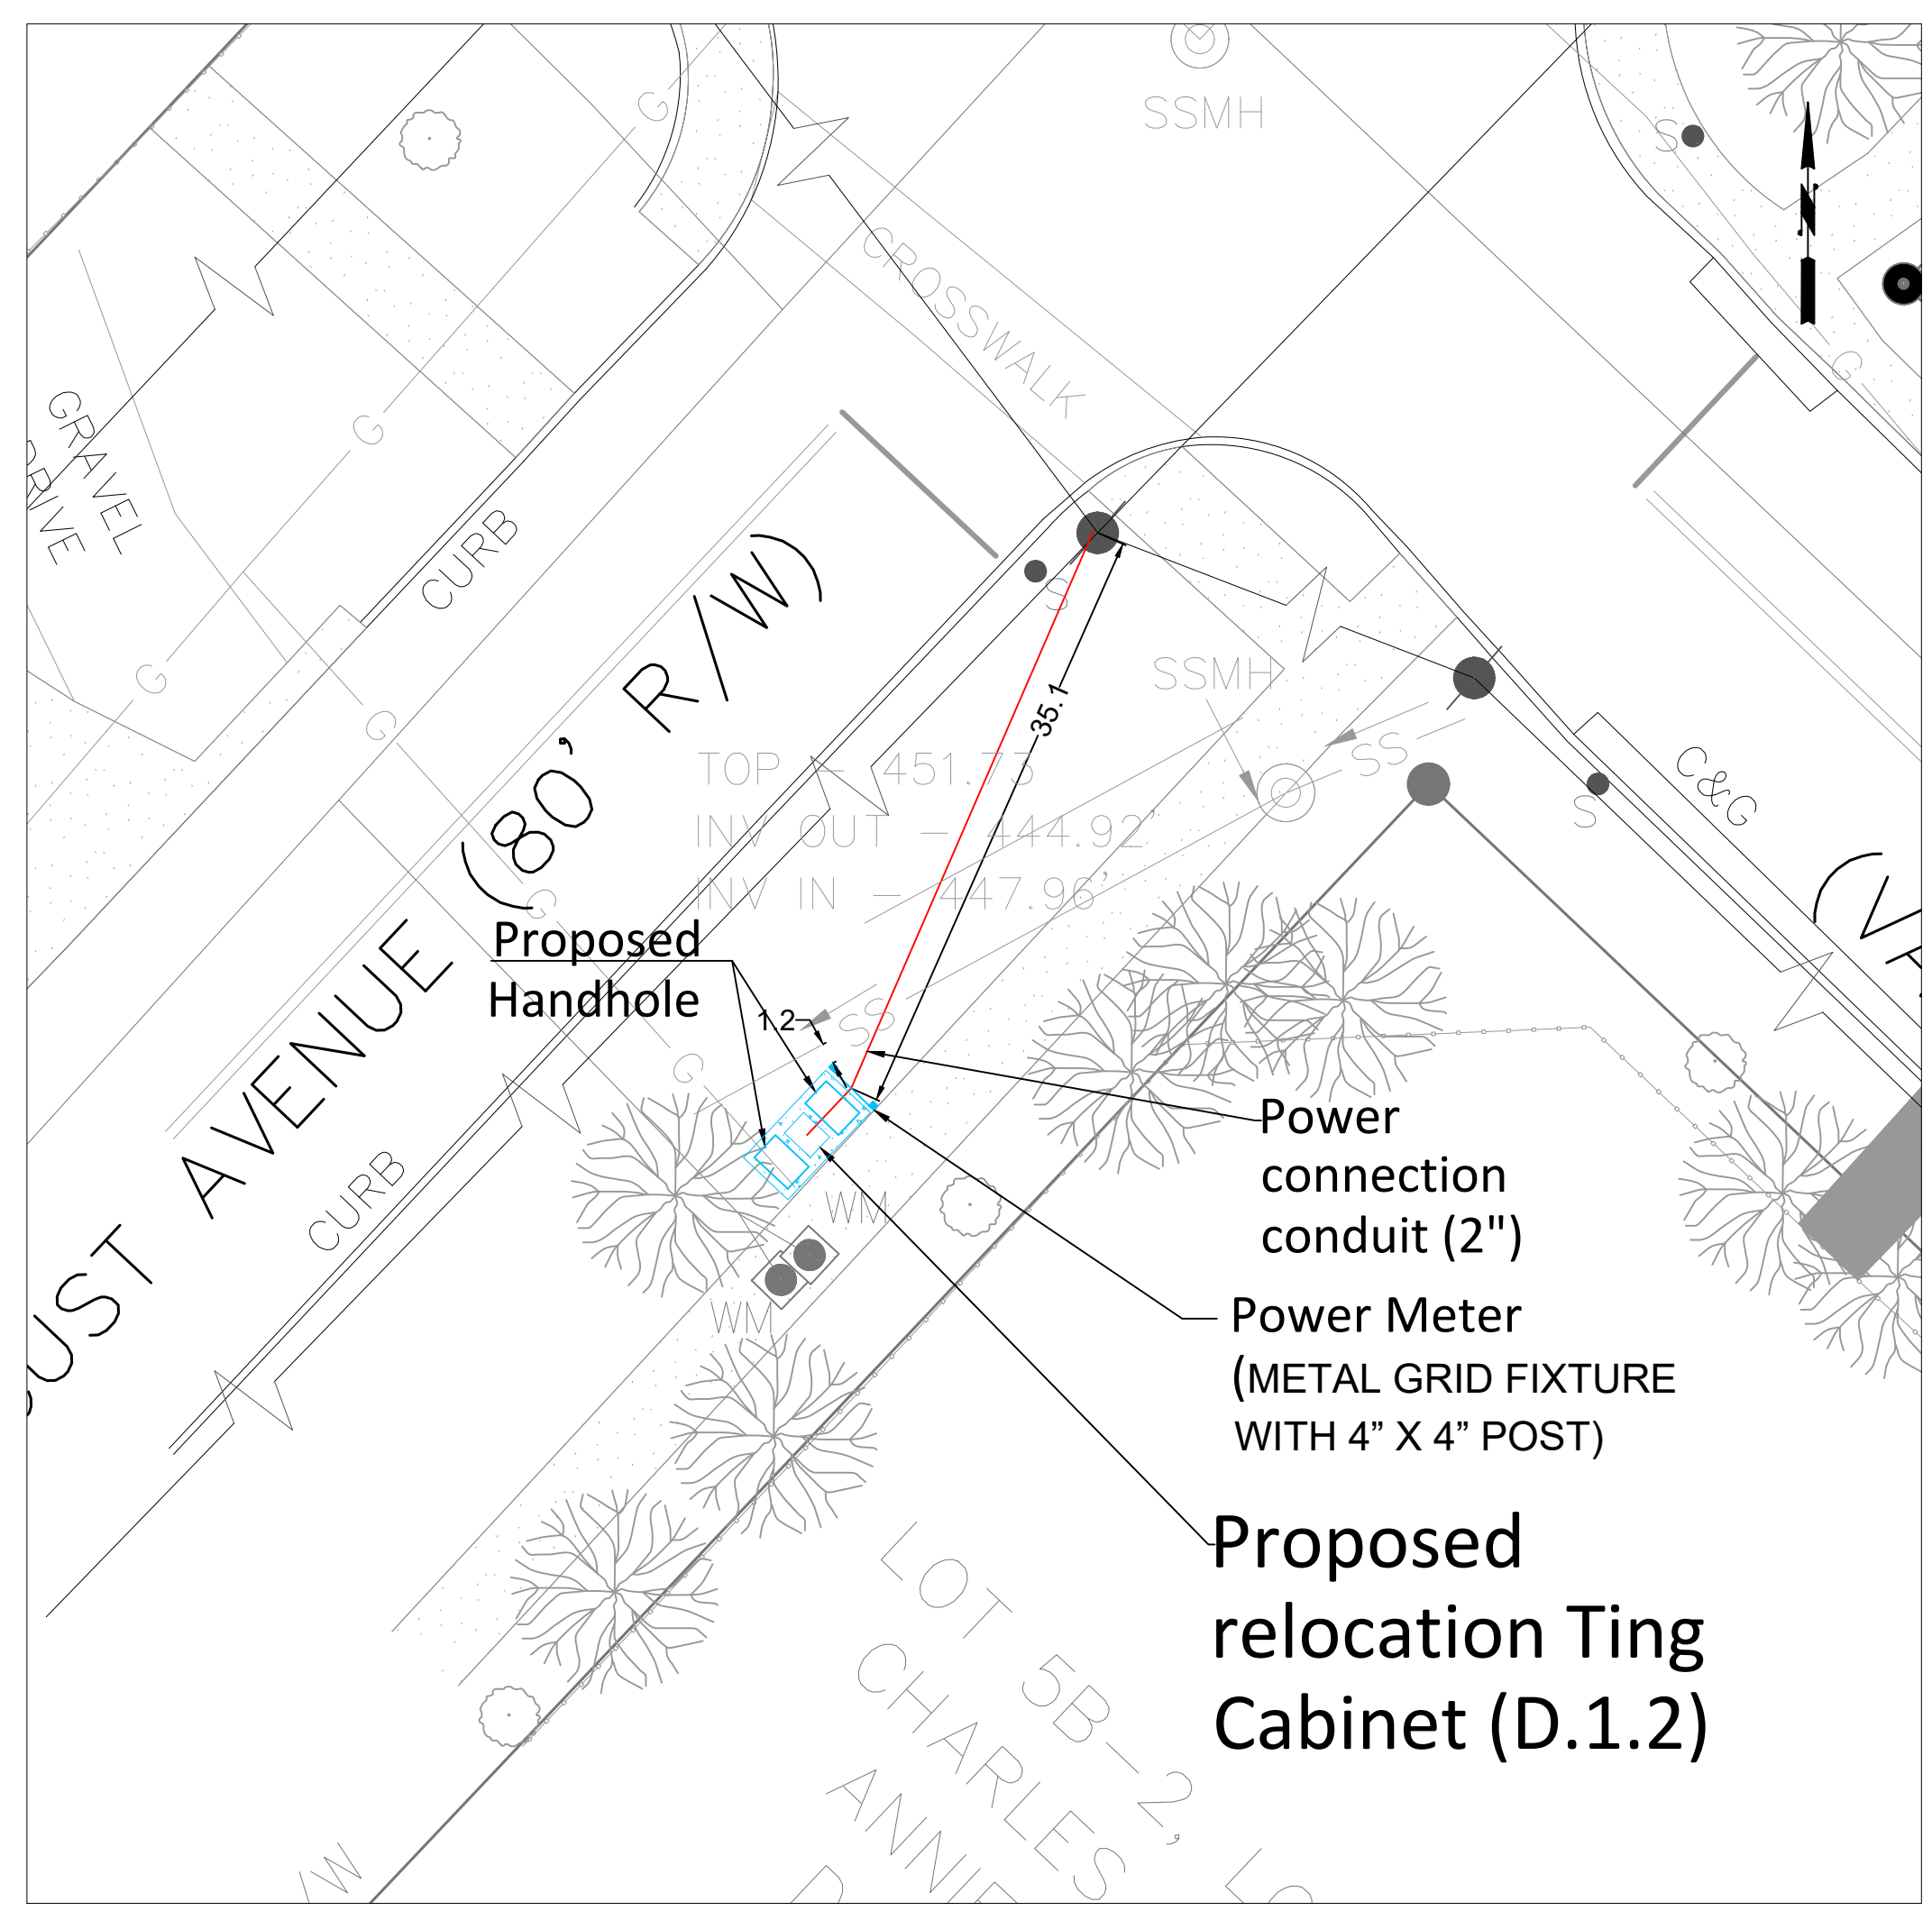 SSMH
S
N
G
CROSSWALK
G
GRAVEL
G
CURB
S
SSMH
35.1
G
G
SS
C&G
S
TOP - 451.73'
INV OUT - 444.92'
INV IN - 447.96'
UST AVENUE (80' R/W)
G
Proposed
Handhole
1.2
SS
G
Power
connection
conduit (2")
CURB
WM
WM
Power Meter
(METAL GRID FIXTURE
WITH 4” X 4” POST)
Proposed
relocation Ting
Cabinet (D.1.2)
LOT 5B-2, LO
CHARLES
ANNI
W